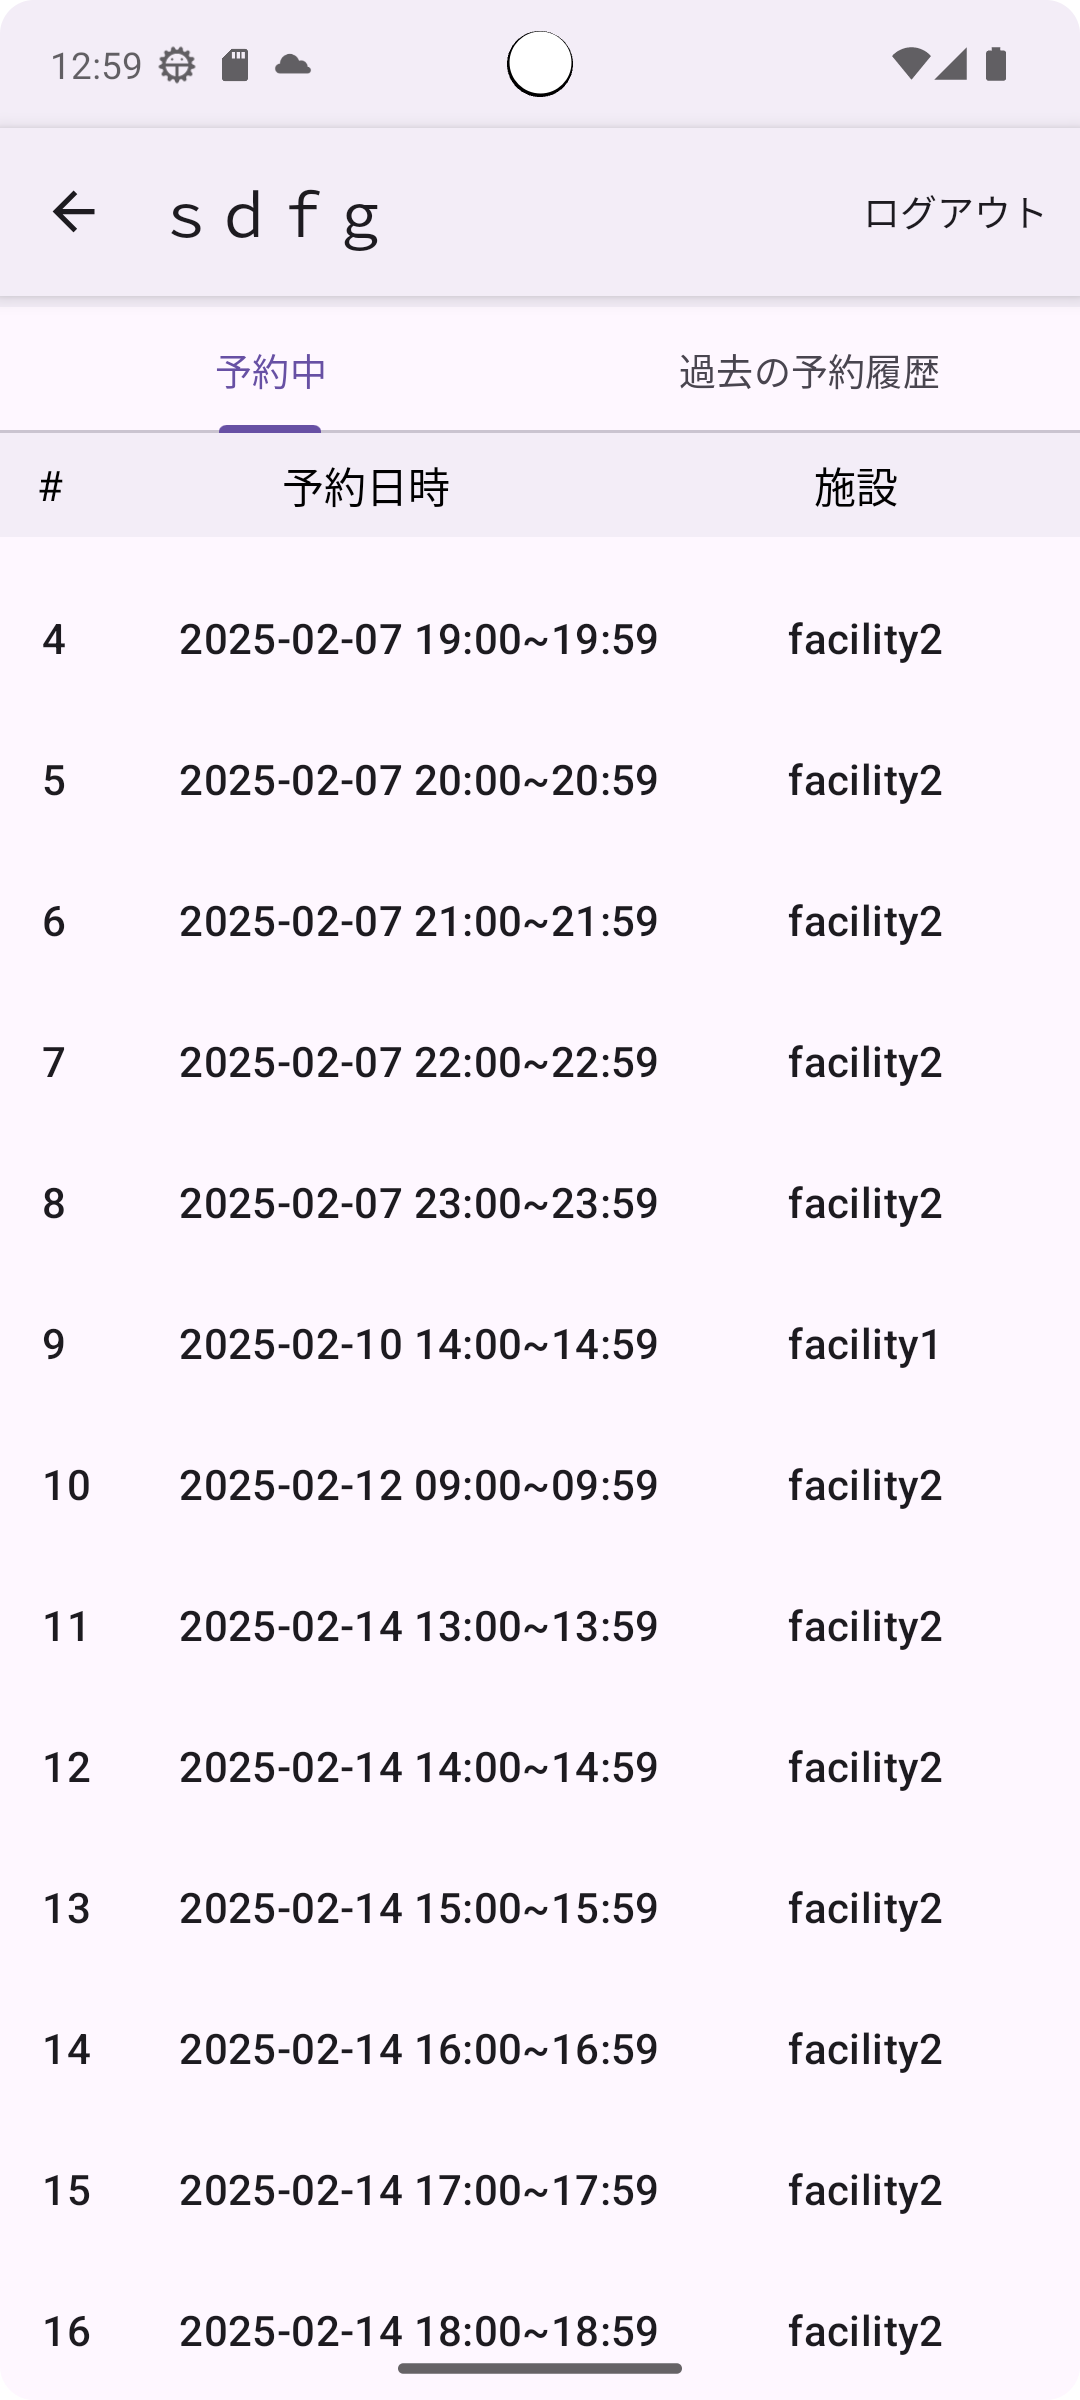 12:59
ｓｄｆｇ ログアウト
予約中 過去の予約履歴
# 予約日時 施設
4 2025-02-07 19:00~19:59 facility2
5 2025-02-07 20:00~20:59 facility2
6 2025-02-07 21:00~21:59 facility2
7 2025-02-07 22:00~22:59 facility2
8 2025-02-07 23:00~23:59 facility2
9 2025-02-10 14:00~14:59 facility1
10 2025-02-12 09:00~09:59 facility2
11 2025-02-14 13:00~13:59 facility2
12 2025-02-14 14:00~14:59 facility2
13 2025-02-14 15:00~15:59 facility2
14 2025-02-14 16:00~16:59 facility2
15 2025-02-14 17:00~17:59 facility2
16 2025-02-14 18:00~18:59 facility2